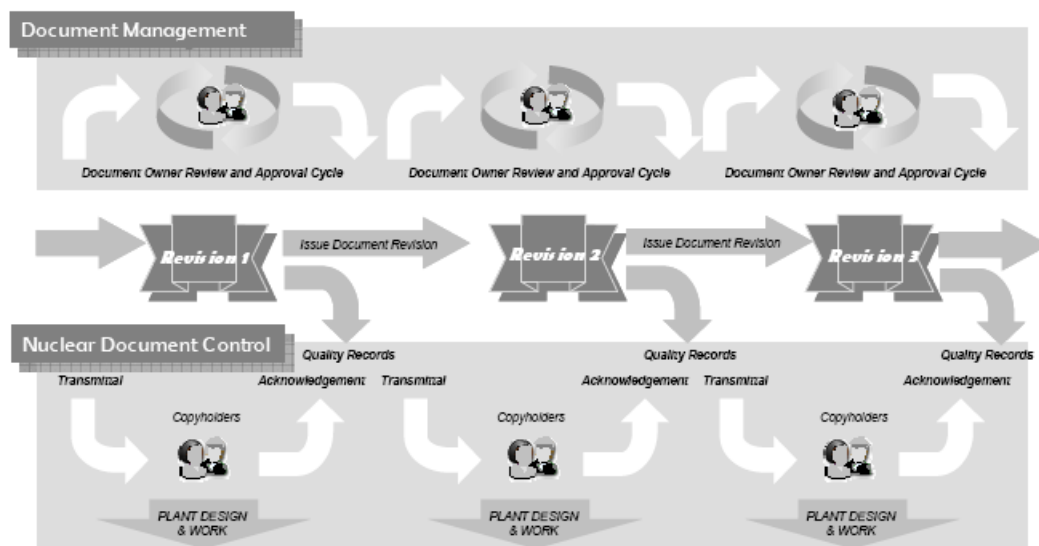 Document Management
Document Owner Review and Approval Cycle
Document Owner Review and Approval Cycle
Document Owner Review and Approval Cycle
Revision 1
Issue Document Revision
Revision 2
Issue Document Revision
Revision 3
Nuclear Document Control
Quality Records
Quality Records
Quality Records
Transmittal
Acknowledgement
Transmittal
Acknowledgement
Transmittal
Acknowledgement
Copyholders
Copyholders
Copyholders
PLANT DESIGN
& WORK
PLANT DESIGN
& WORK
PLANT DESIGN
& WORK